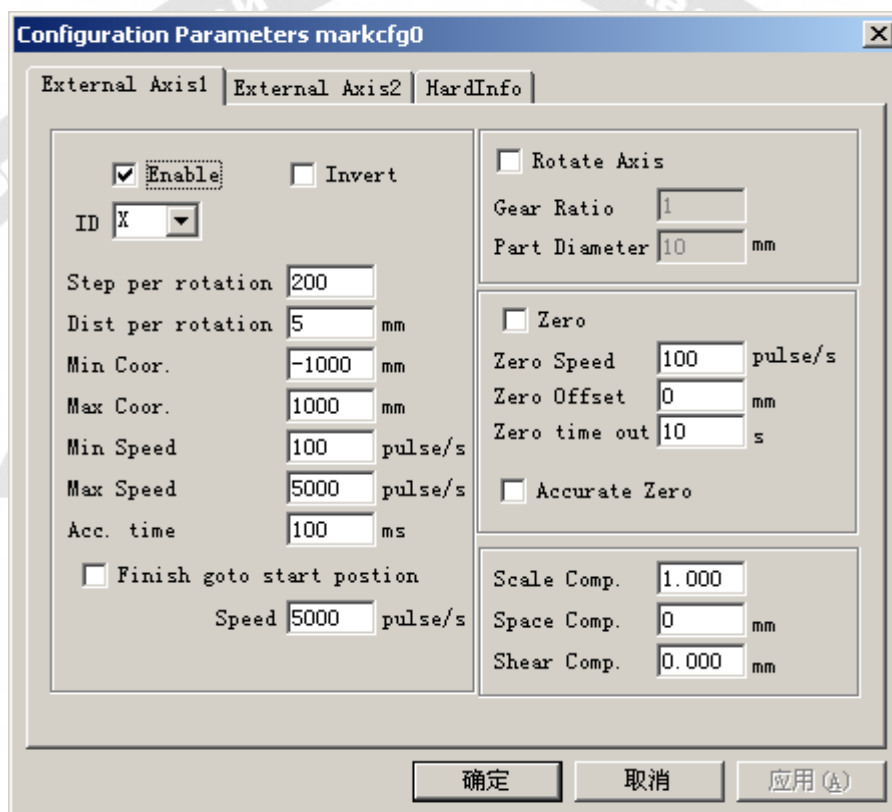 Configuration Parameters markcfg0
External Axis1 External Axis2 HardInfo
Enable Invert
ID X
Step per rotation 200
Dist per rotation 5 mm
Min Coor. -1000 mm
Max Coor. 1000 mm
Min Speed 100 pulse/s
Max Speed 5000 pulse/s
Acc. time 100 ms
Finish goto start postion
Speed 5000 pulse/s
Rotate Axis
Gear Ratio 1
Part Diameter 10 mm
Zero
Zero Speed 100 pulse/s
Zero Offset 0 mm
Zero time out 10 s
Accurate Zero
Scale Comp. 1.000
Space Comp. 0 mm
Shear Comp. 0.000 mm
确定 取消 应用(A)